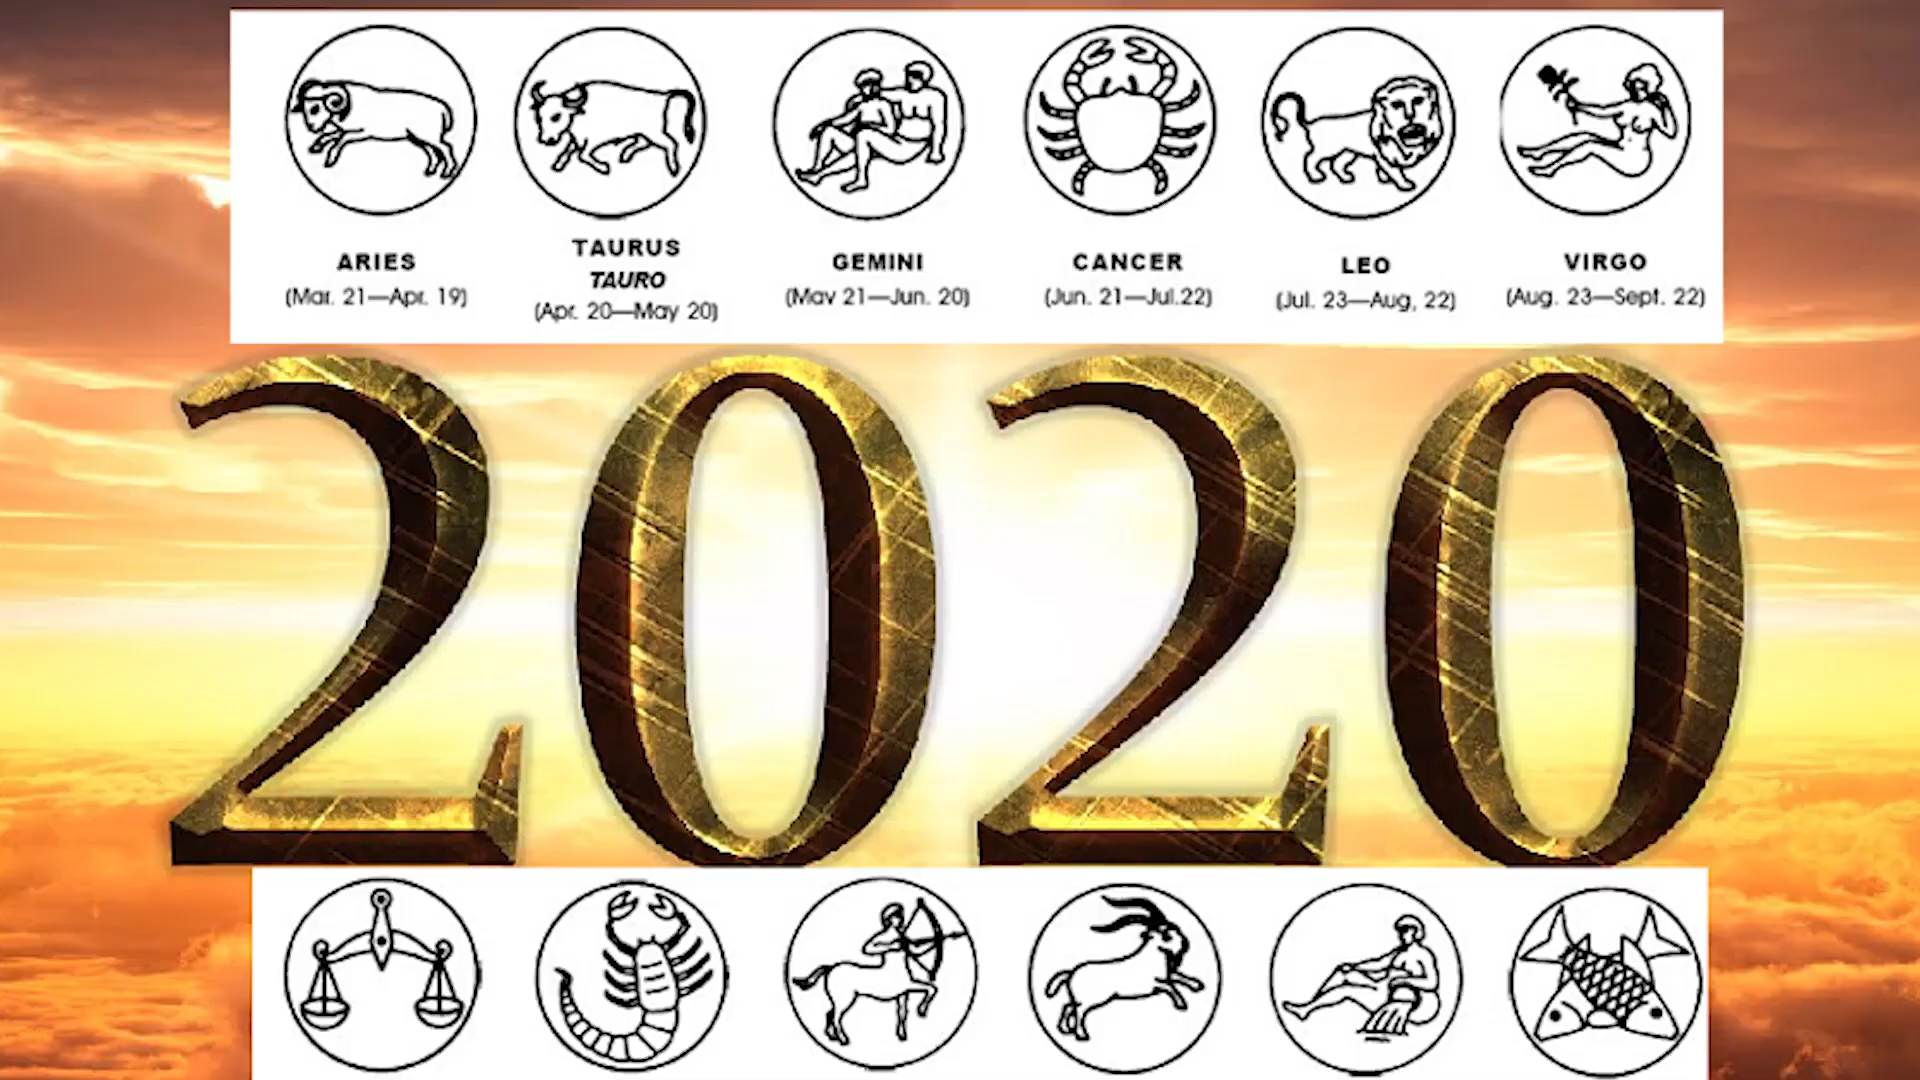 ARIES
(Mar. 21—Apr. 19)
TAURUS
TAURO
(Apr. 20—May 20)
GEMINI
(Mav 21—Jun. 20)
CANCER
(Jun. 21—Jul.22)
LEO
(Jul. 23—Aug, 22)
VIRGO
(Aug. 23—Sept. 22)
2020